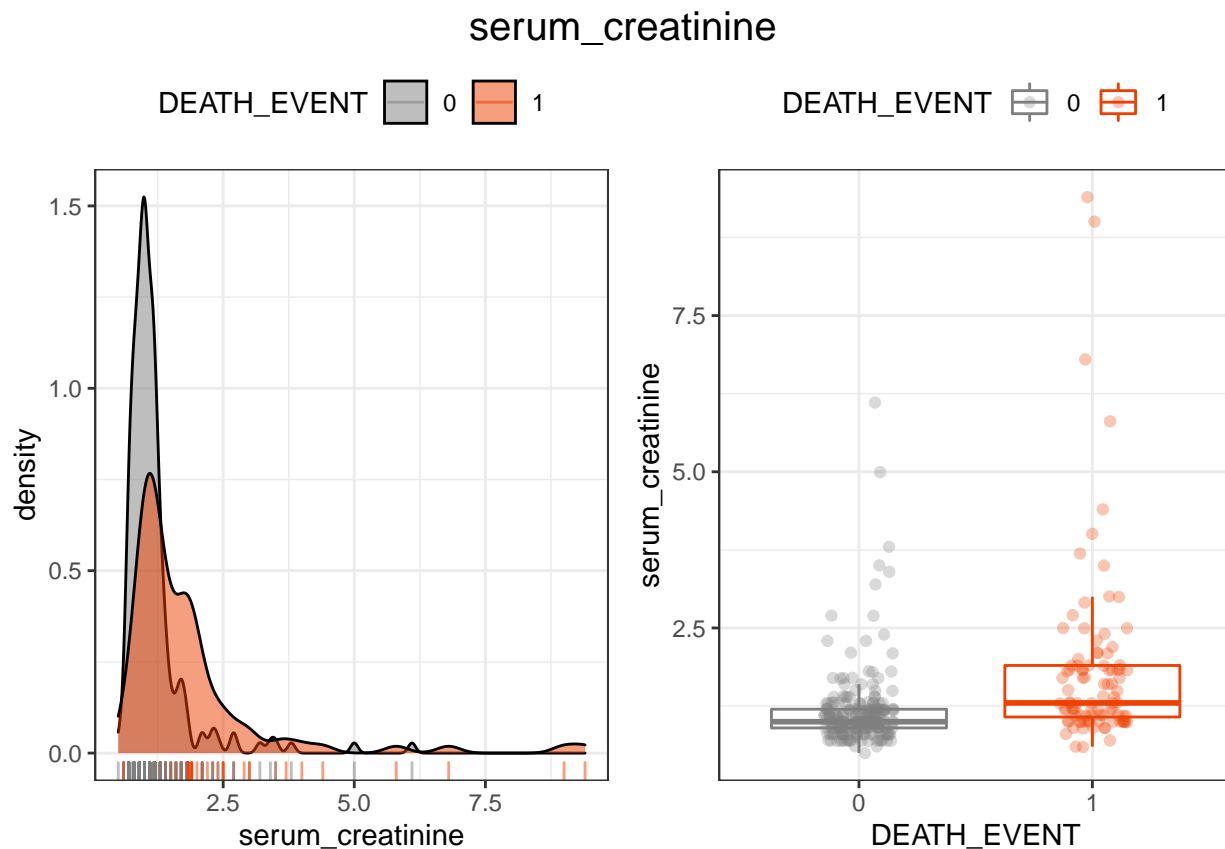 serum_creatinine
DEATH_EVENT 0 1
DEATH_EVENT 0 1
density
1.5
1.0
0.5
0.0
2.5 5.0 7.5
serum_creatinine
serum_creatinine
7.5
5.0
2.5
0 1
DEATH_EVENT